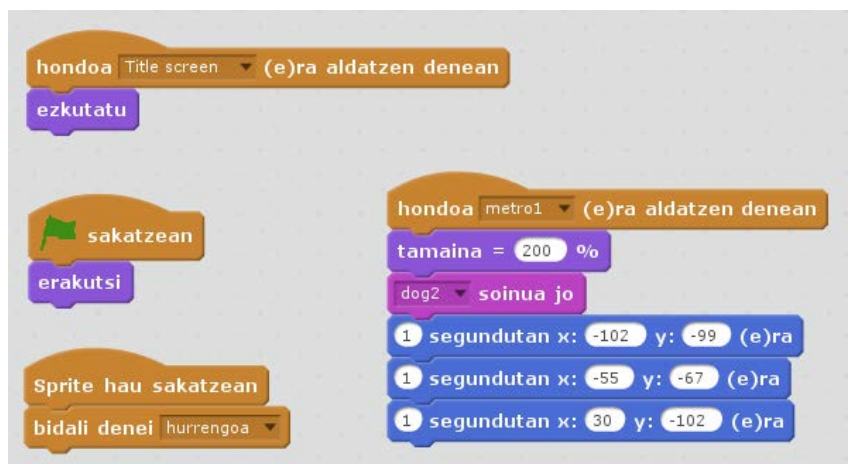 hondoa Title screen (e)ra aldatzen denean
ezkutatu
sakatzean
erakutsi
Sprite hau sakatzean
bidali denei hurrengoa
hondoa metro1 (e)ra aldatzen denean
tamaina = 200 %
dog2 soinua jo
1 segundutan x: -102 y: -99 (e)ra
1 segundutan x: -55 y: -67 (e)ra
1 segundutan x: 30 y: -102 (e)ra